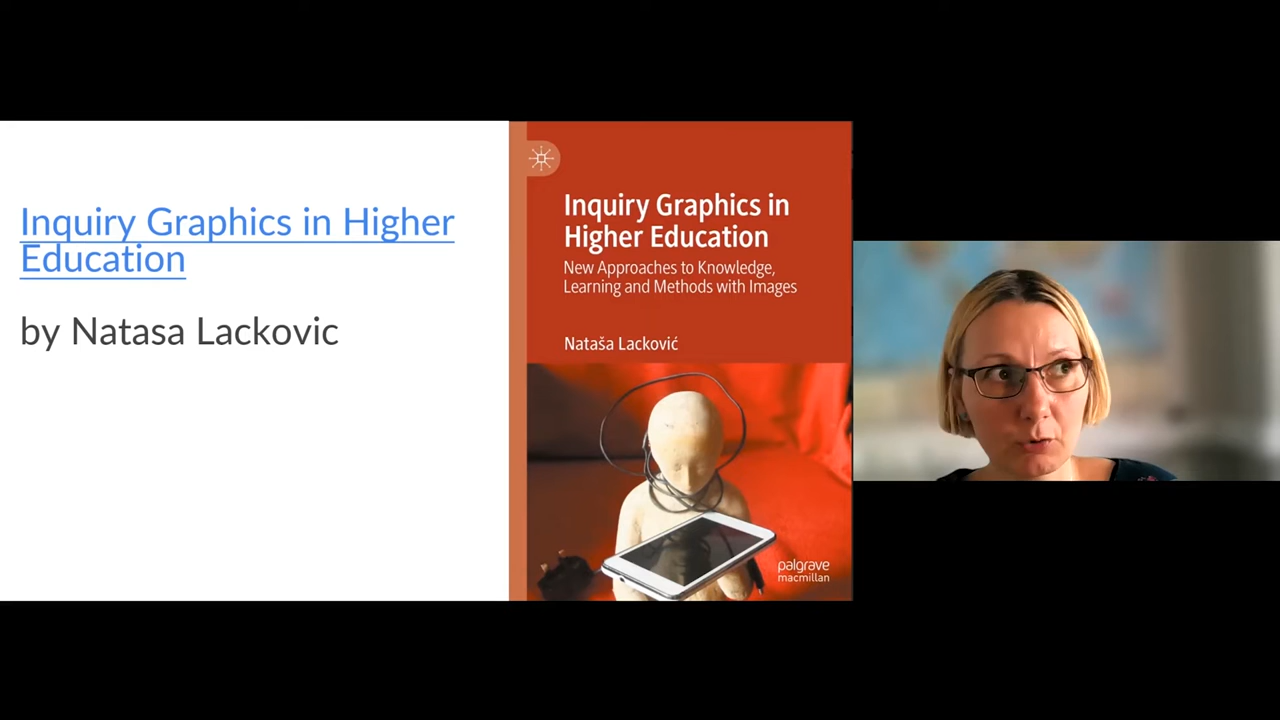 Inquiry Graphics in Higher
Education
by Natasa Lackovic
Inquiry Graphics in
Higher Education
New Approaches to Knowledge,
Learning and Methods with Images
Nataša Lacković
palgrave
macmillan